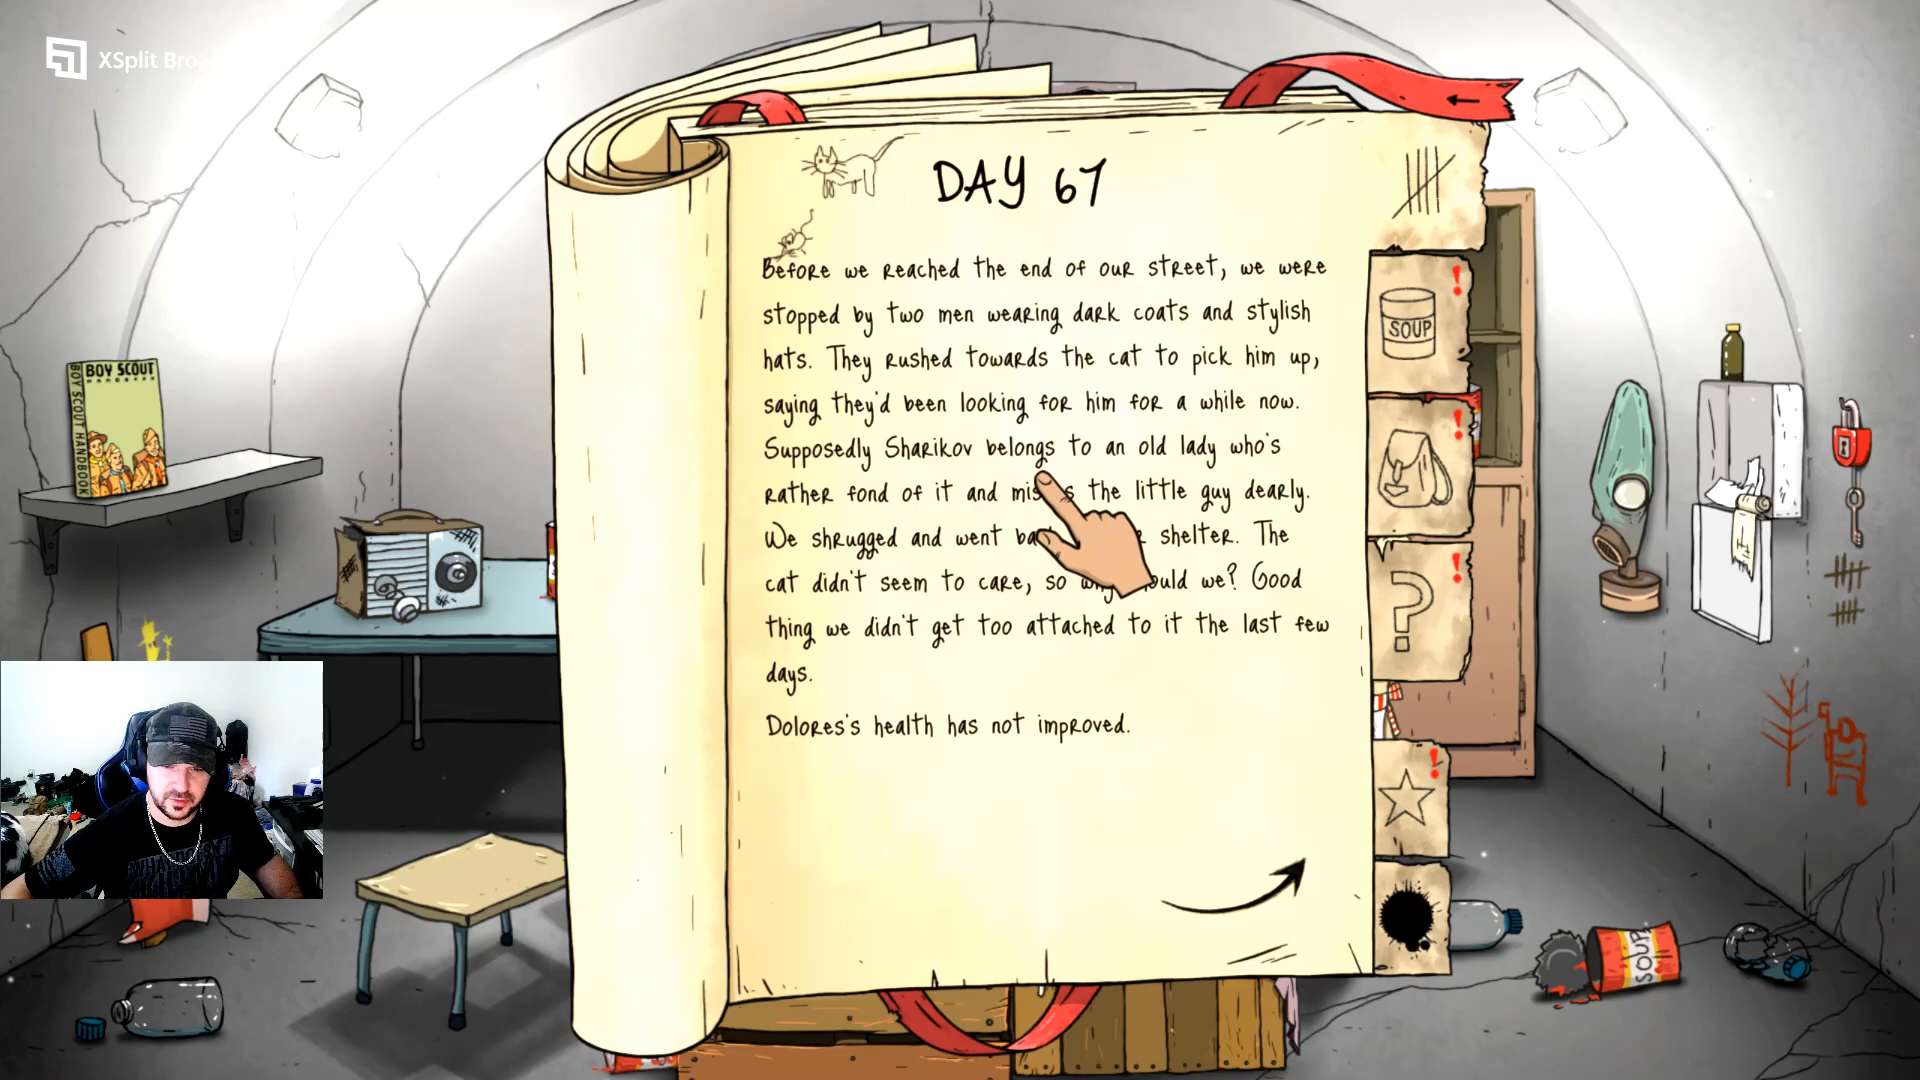 XSplit Broa
DAY 67
Before we reached the end of our street, we were
stopped by two men wearing dark coats and stylish
hats. They rushed towards the cat to pick him up,
saying they'd been looking for him for a while now.
Supposedly Sharikov belongs to an old lady who's
rather fond of it and the little guy dearly.
We shrugged and went shelter. The
cat didn't seem to care, so we? Good
thing we didn't get too attached to it the last few
days.
Dolores's health has not improved.
SOUP
BOY SCOUT
HANDBOOK
BOY SCOUT HANDBOOK
SOUP